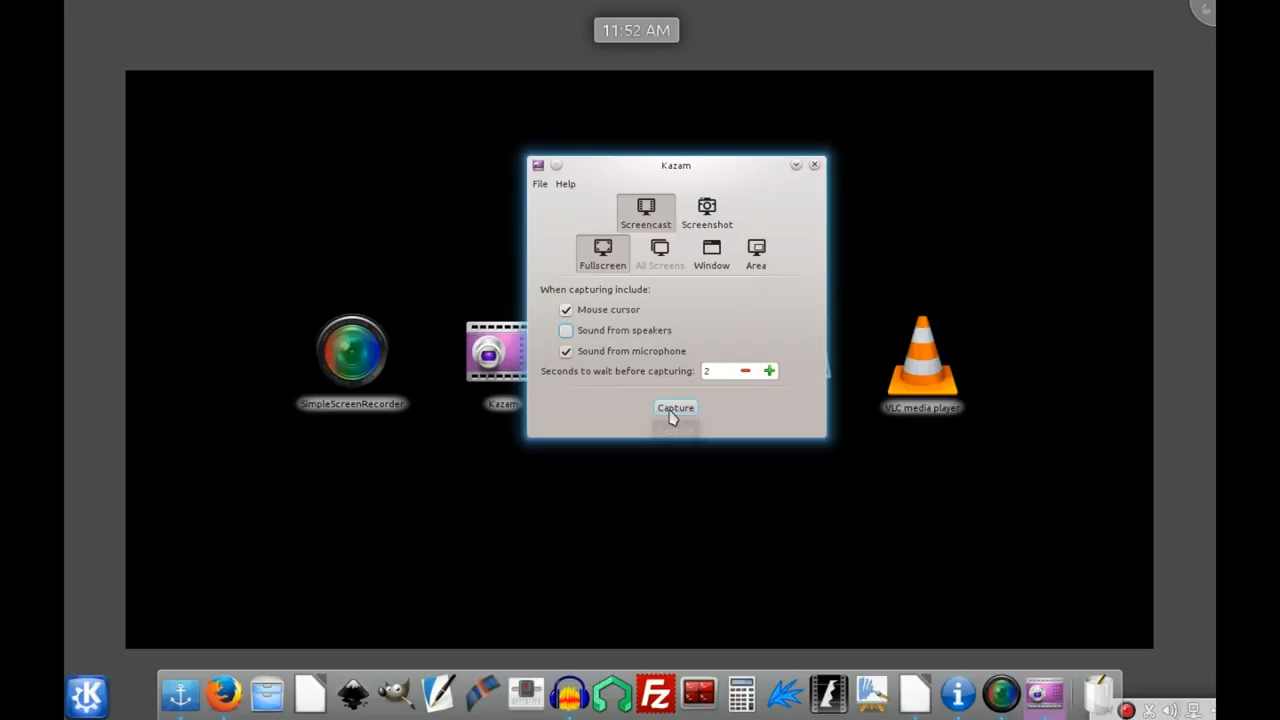 11:52 AM
Kazam
File Help
Screencast Screenshot
Fullscreen All Screens Window Area
When capturing include:
Mouse cursor
Sound from speakers
Sound from microphone
Seconds to wait before capturing: 2
Capture
SimpleScreenRecorder
Kazam
VLC media player
Fz